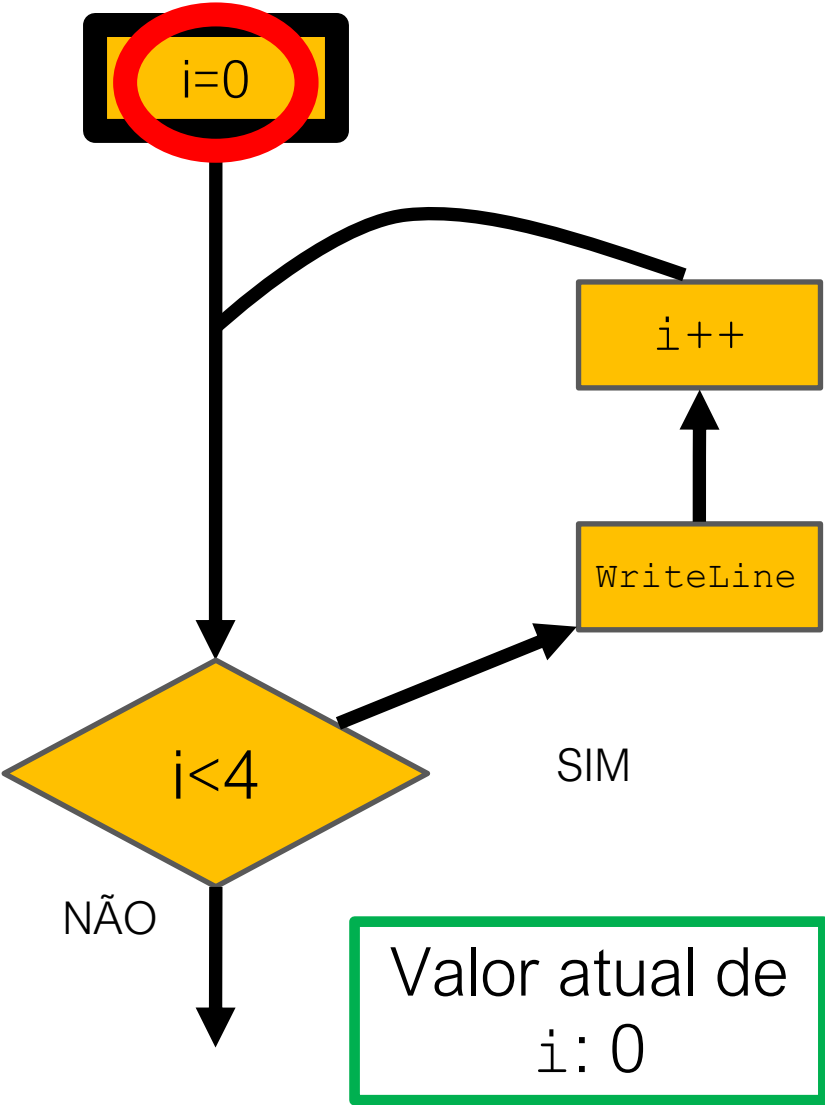 i=0
i++
WriteLine
i<4
SIM
NÃO
Valor atual de
i: 0